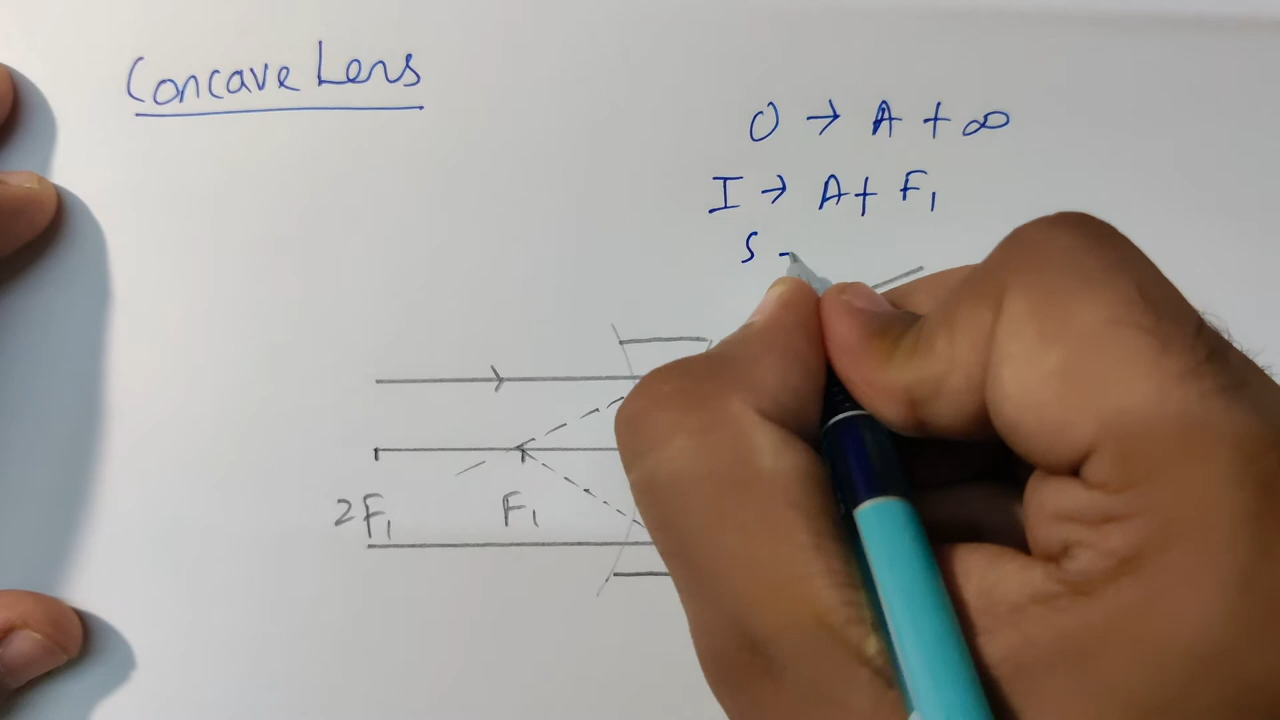 Concave Lens
O → A + ∞
I → A + F₁
S -
2F₁ F₁